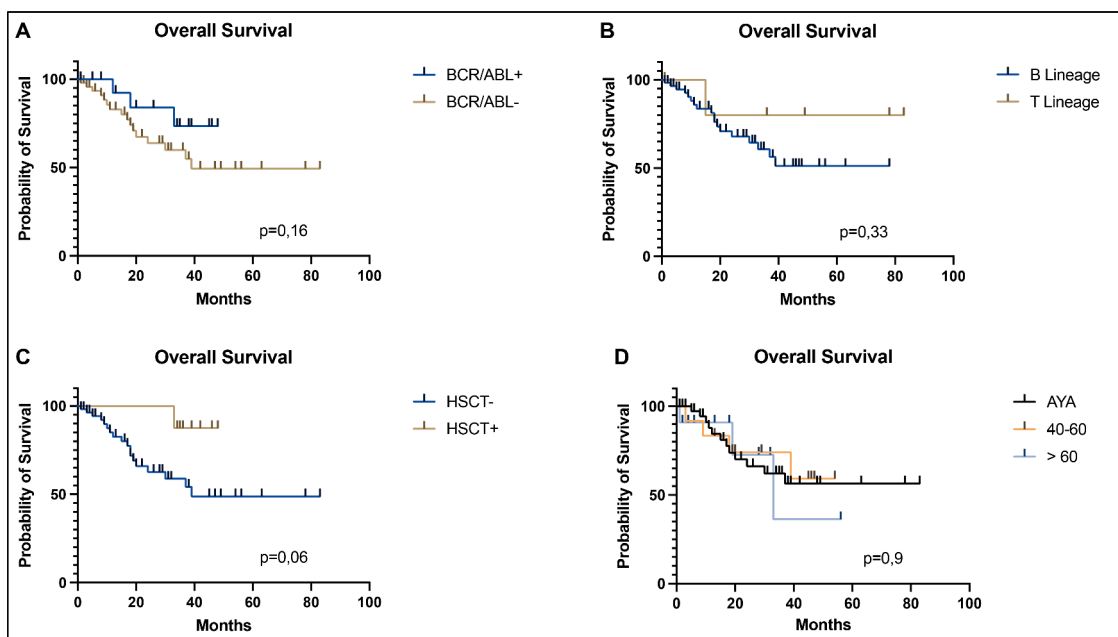 A
Overall Survival
Probability of Survival
100
50
0
0 20 40 60 80 100
Months
p=0,16
BCR/ABL+
BCR/ABL-
B
Overall Survival
Probability of Survival
100
50
0
0 20 40 60 80 100
Months
p=0,33
B Lineage
T Lineage
C
Overall Survival
Probability of Survival
100
50
0
0 20 40 60 80 100
Months
p=0,06
HSCT-
HSCT+
D
Overall Survival
Probability of Survival
100
50
0
0 20 40 60 80 100
Months
p=0,9
AYA
40-60
> 60